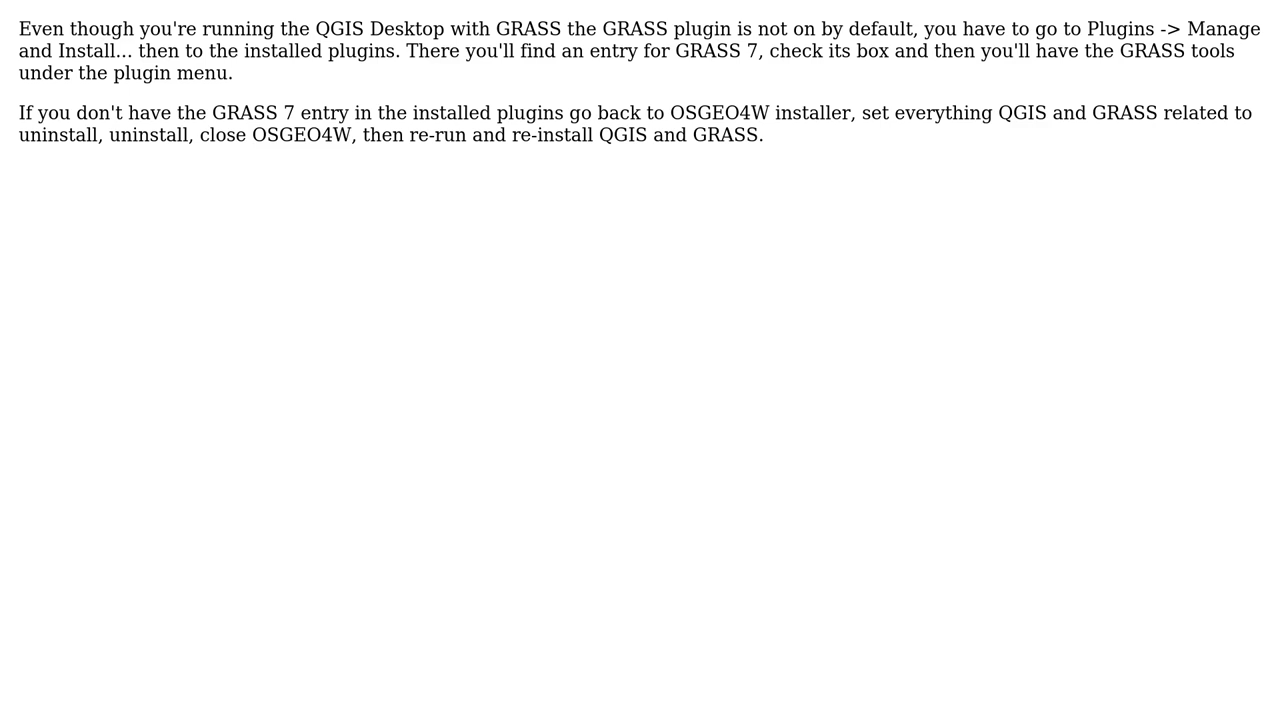 Even though you're running the QGIS Desktop with GRASS the GRASS plugin is not on by default, you have to go to Plugins -> Manage
and Install... then to the installed plugins. There you'll find an entry for GRASS 7, check its box and then you'll have the GRASS tools
under the plugin menu.
If you don't have the GRASS 7 entry in the installed plugins go back to OSGEO4W installer, set everything QGIS and GRASS related to
uninstall, uninstall, close OSGEO4W, then re-run and re-install QGIS and GRASS.